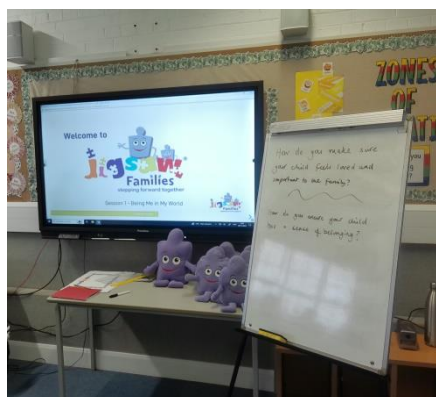 ZONES
OF
you
Welcome to
Jigsaw
Families
stepping forward together
Session 1 - Being Me in My World
How do you make sure
your child feels loved and
important to the family?
How do you ensure your child
has a sense of belonging?